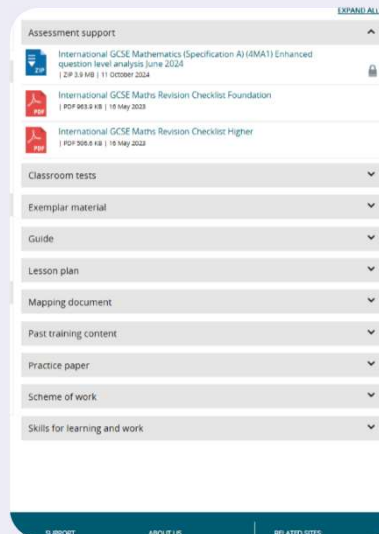 EXPAND ALL
Assessment support
International GCSE Mathematics (Specification A) (4MA1) Enhanced
question level analysis June 2024
| ZIP 3.9 MB | 11 October 2024
ZIP
International GCSE Maths Revision Checklist Foundation
| PDF 963.9 KB | 16 May 2023
PDF
International GCSE Maths Revision Checklist Higher
| PDF 505.6 KB | 16 May 2023
PDF
Classroom tests
Exemplar material
Guide
Lesson plan
Mapping document
Past training content
Practice paper
Scheme of work
Skills for learning and work
SUPPORT
ABOUT US
RELATED SITES